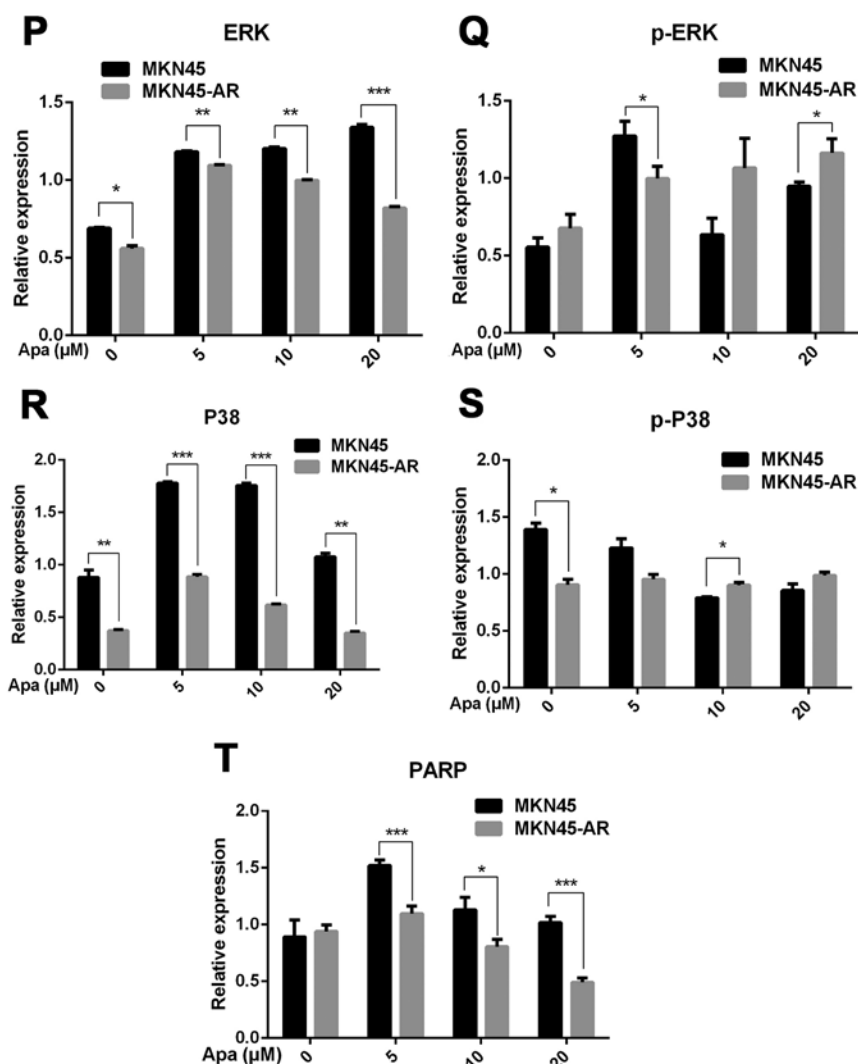 P
ERK
MKN45
MKN45-AR
Relative expression
1.5
1.0
0.5
0.0
*
**
**
***
Apa (µM)
0
5
10
20
Q
p-ERK
MKN45
MKN45-AR
Relative expression
1.5
1.0
0.5
0.0
*
*
Apa (µM)
0
5
10
20
R
P38
MKN45
MKN45-AR
Relative expression
2.0
1.5
1.0
0.5
0.0
**
***
***
**
Apa (µM)
0
5
10
20
S
p-P38
MKN45
MKN45-AR
Relative expression
2.0
1.5
1.0
0.5
0.0
*
*
Apa (µM)
0
5
10
20
T
PARP
MKN45
MKN45-AR
Relative expression
2.0
1.5
1.0
0.5
0.0
***
*
***
Apa (µM)
0
5
10
20